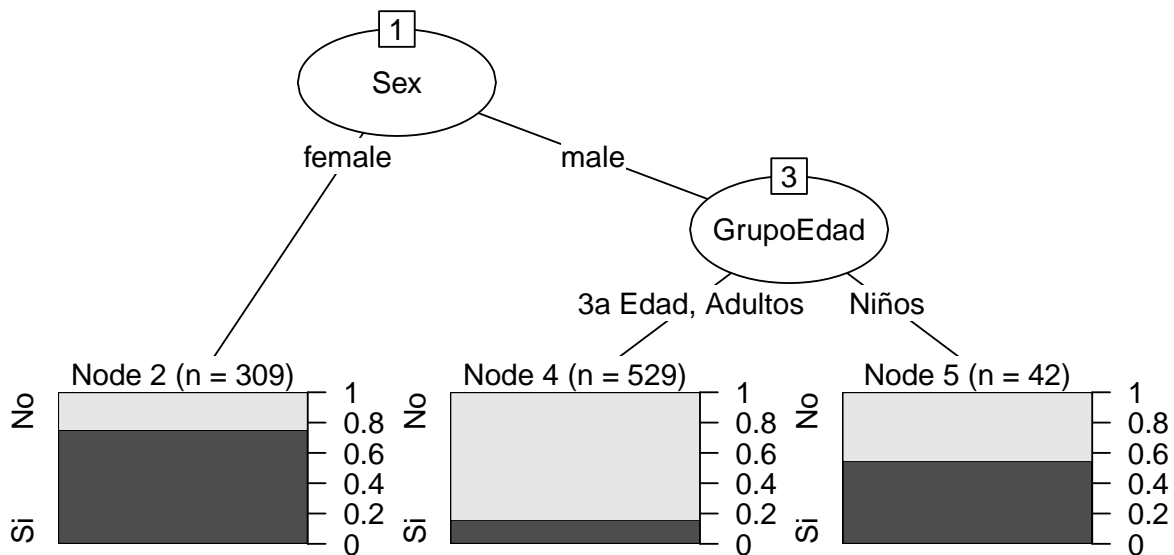 1
Sex
female
male
3
GrupoEdad
3a Edad, Adultos
Niños
Node 2 (n = 309)
No
Si
1
0.8
0.6
0.4
0.2
0
Node 4 (n = 529)
No
Si
1
0.8
0.6
0.4
0.2
0
Node 5 (n = 42)
No
Si
1
0.8
0.6
0.4
0.2
0